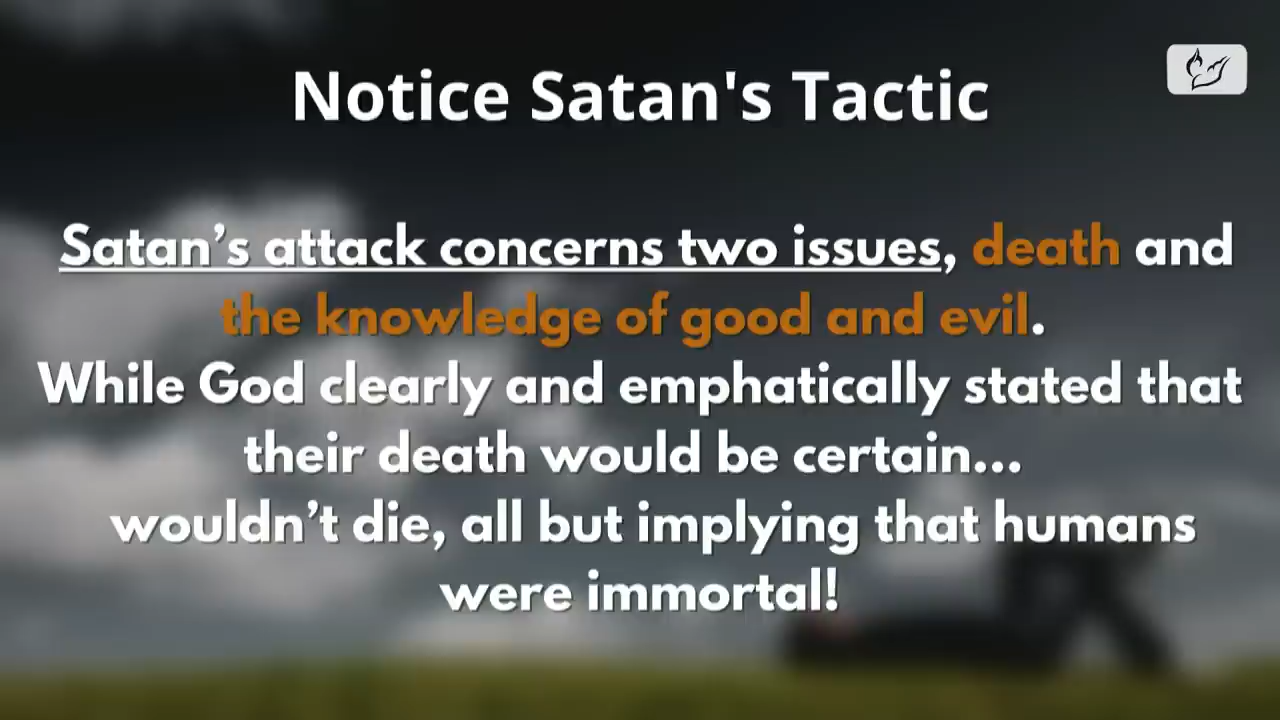 Notice Satan's Tactic
Satan’s attack concerns two issues, death and
the knowledge of good and evil.
While God clearly and emphatically stated that
their death would be certain...
wouldn’t die, all but implying that humans
were immortal!